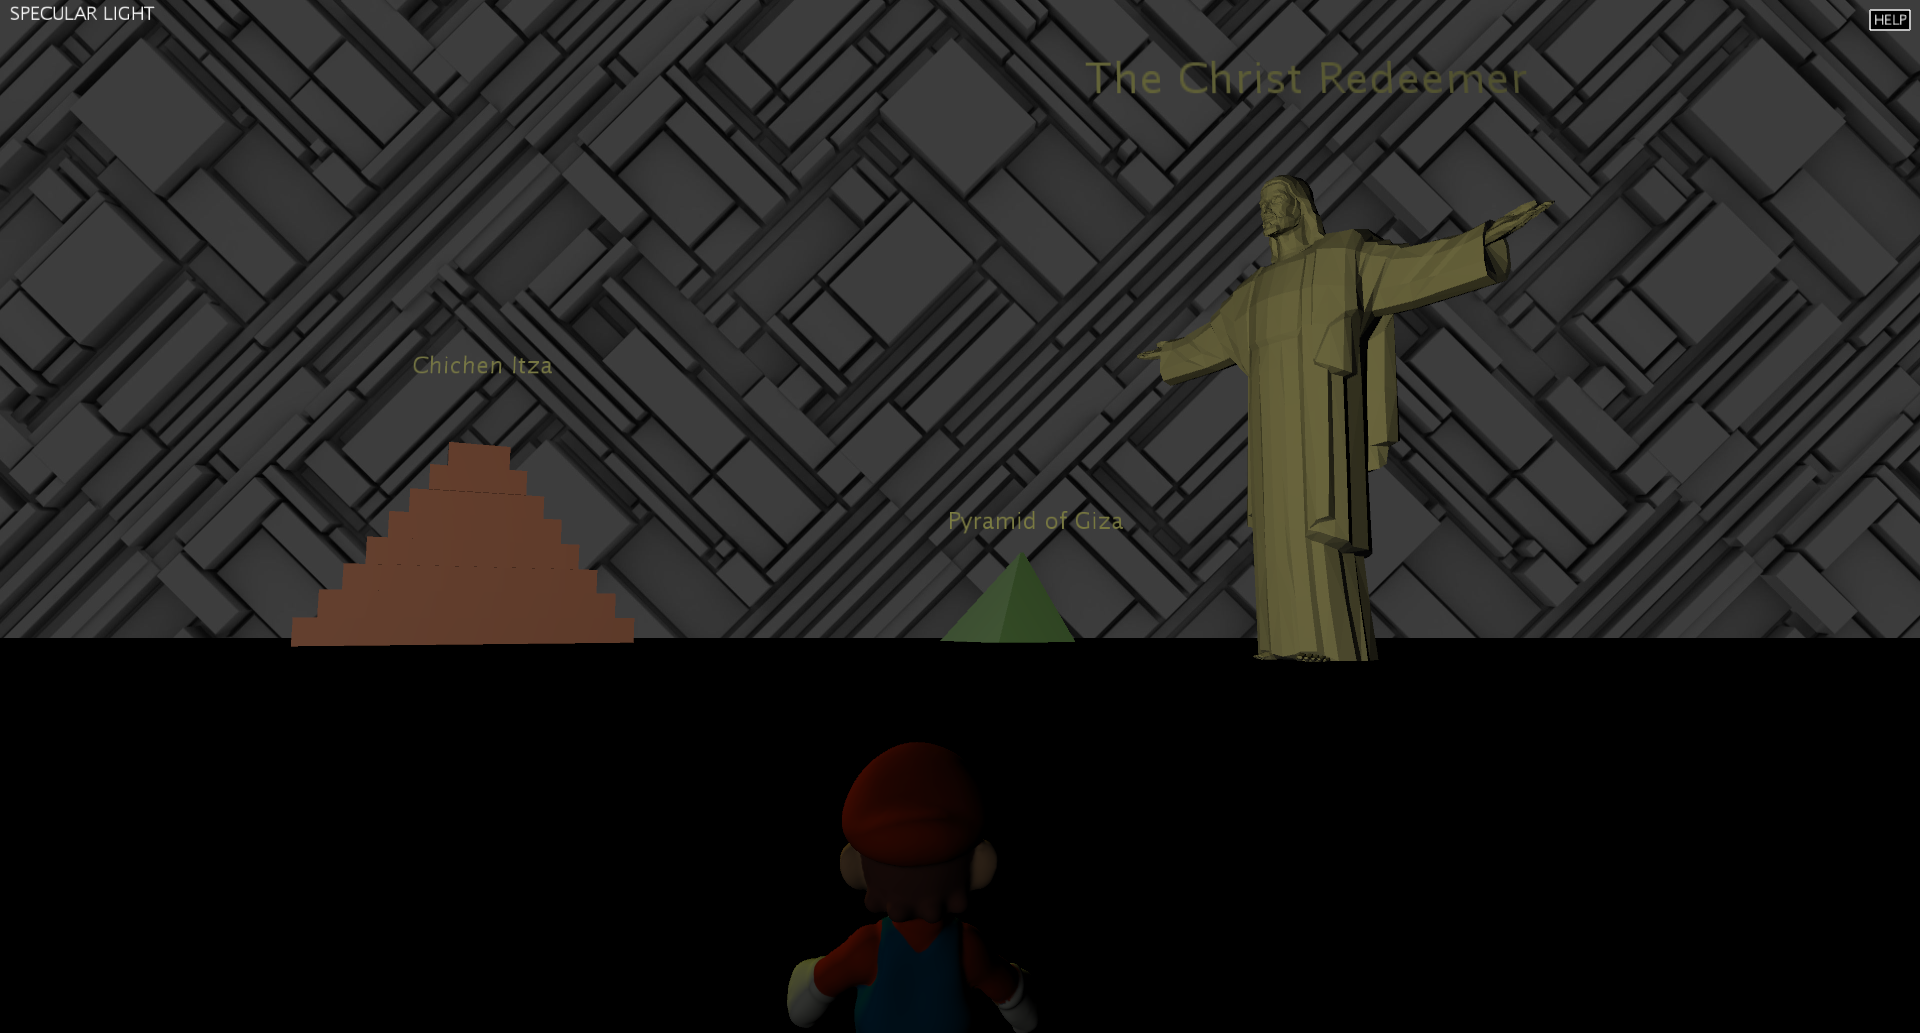 SPECULAR LIGHT
HELP
The Christ Redeemer
Chichen Itza
Pyramid of Giza